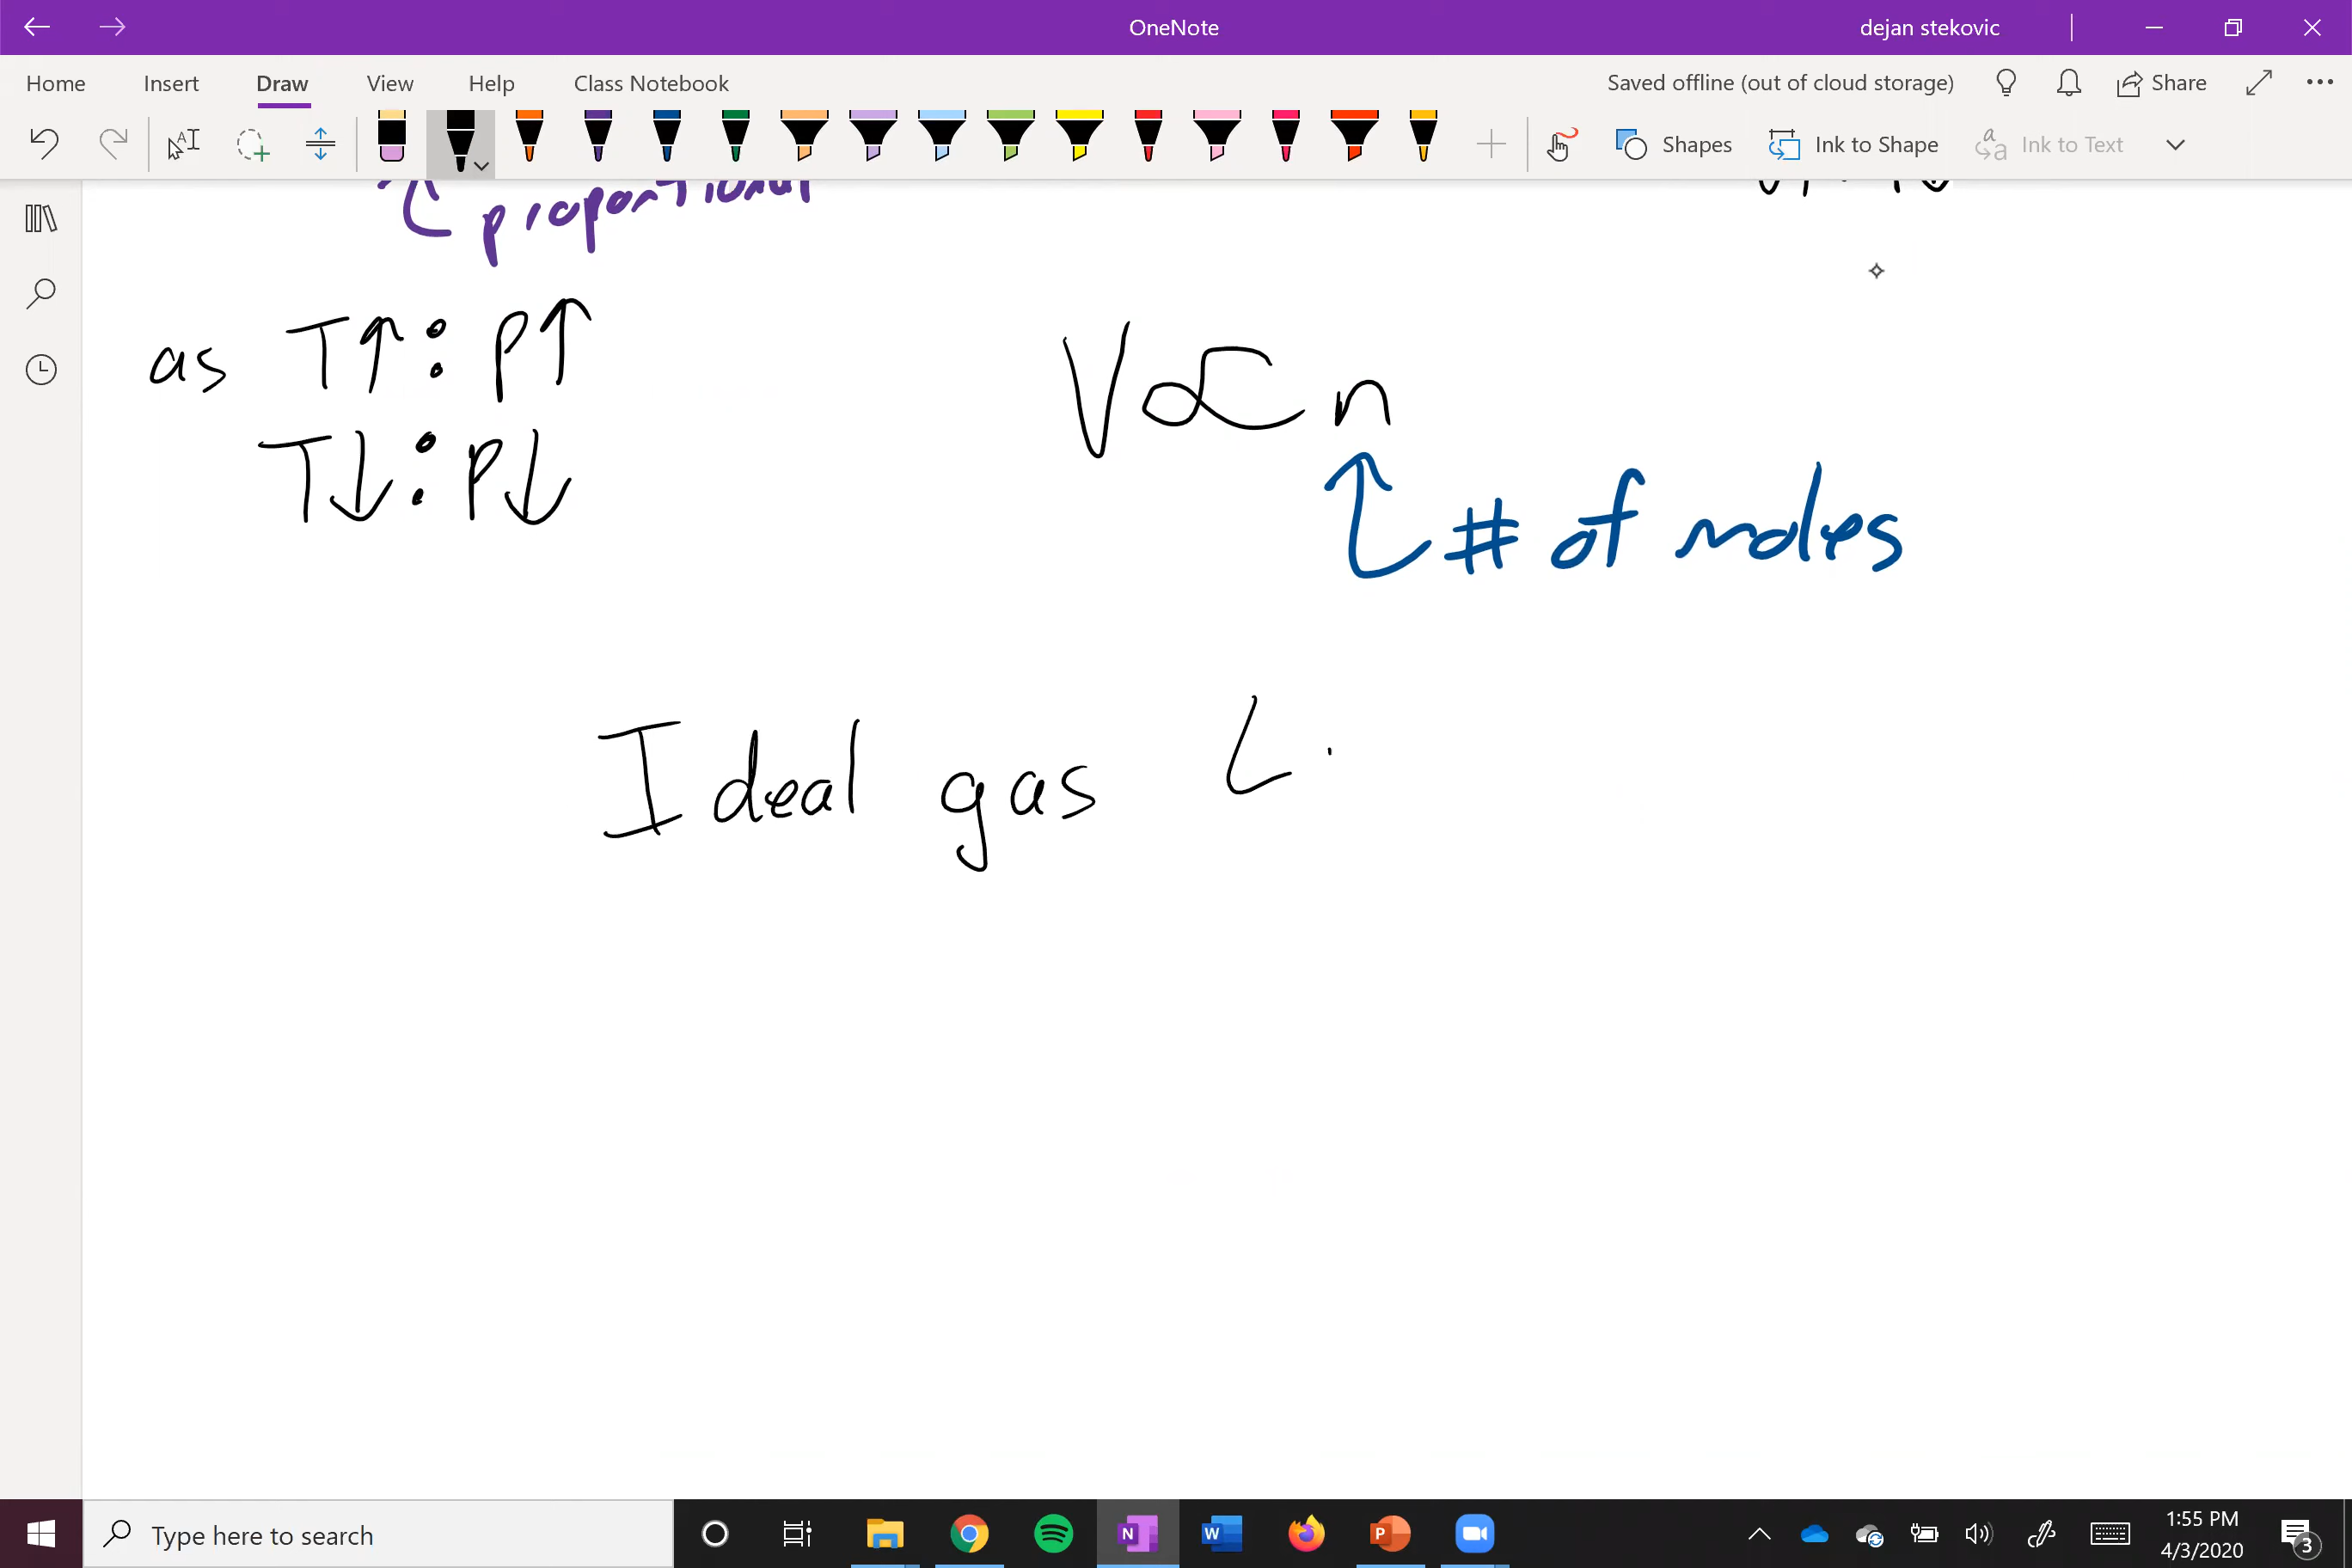 OneNote
dejan stekovic
Home Insert Draw View Help Class Notebook
Saved offline (out of cloud storage)
Share
Shapes
Ink to Shape
Ink to Text
proportional
as T↑: P↑
T↓: P↓
V∝n
# of moles
Ideal gas L
Type here to search
1:55 PM
4/3/2020
3